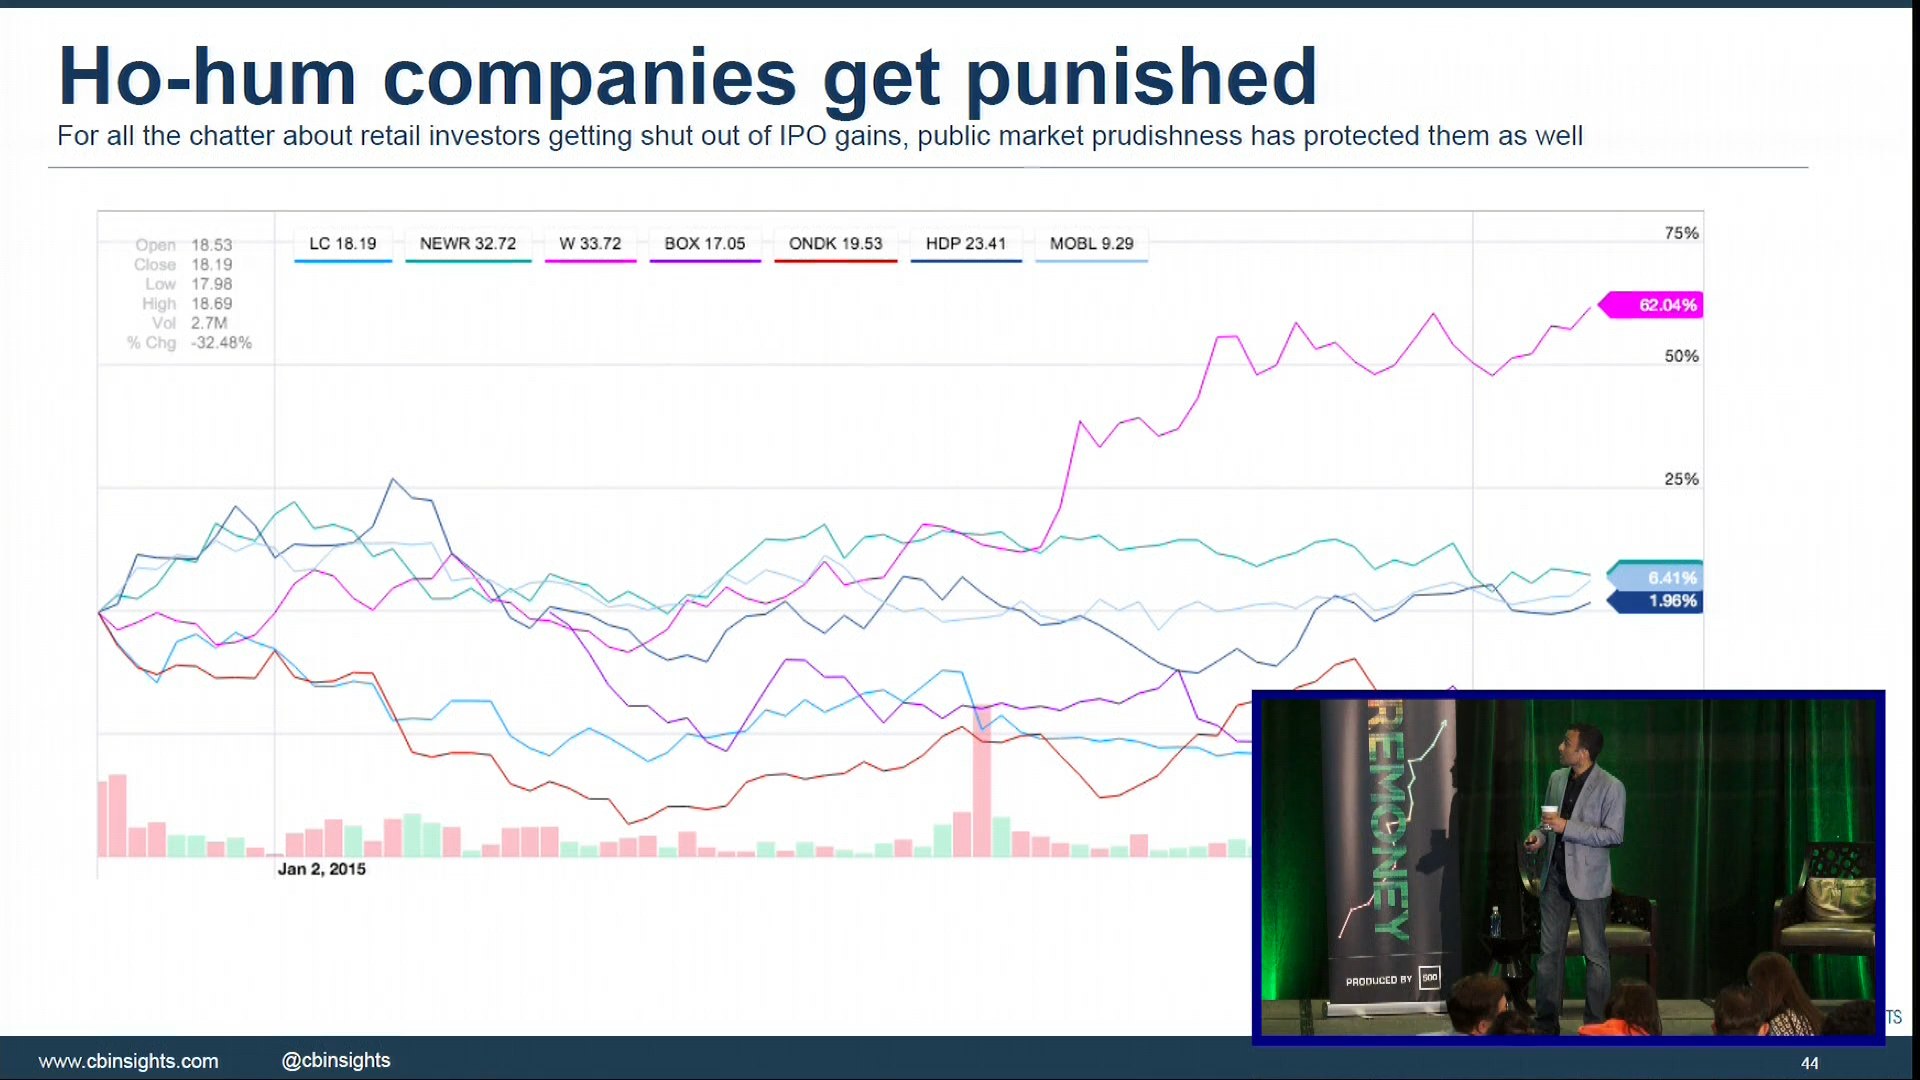 Ho-hum companies get punished
For all the chatter about retail investors getting shut out of IPO gains, public market prudishness has protected them as well
Open 18.53
Close 18.19
Low 17.98
High 18.69
Vol 2.7M
% Chg -32.48%
LC 18.19 NEWR 32.72 W 33.72 BOX 17.05 ONDK 19.53 HDP 23.41 MOBL 9.29
75%
62.04%
50%
25%
6.41%
1.96%
Jan 2, 2015
REMONEY
PRODUCED BY 500
TS
www.cbinsights.com @cbinsights 44